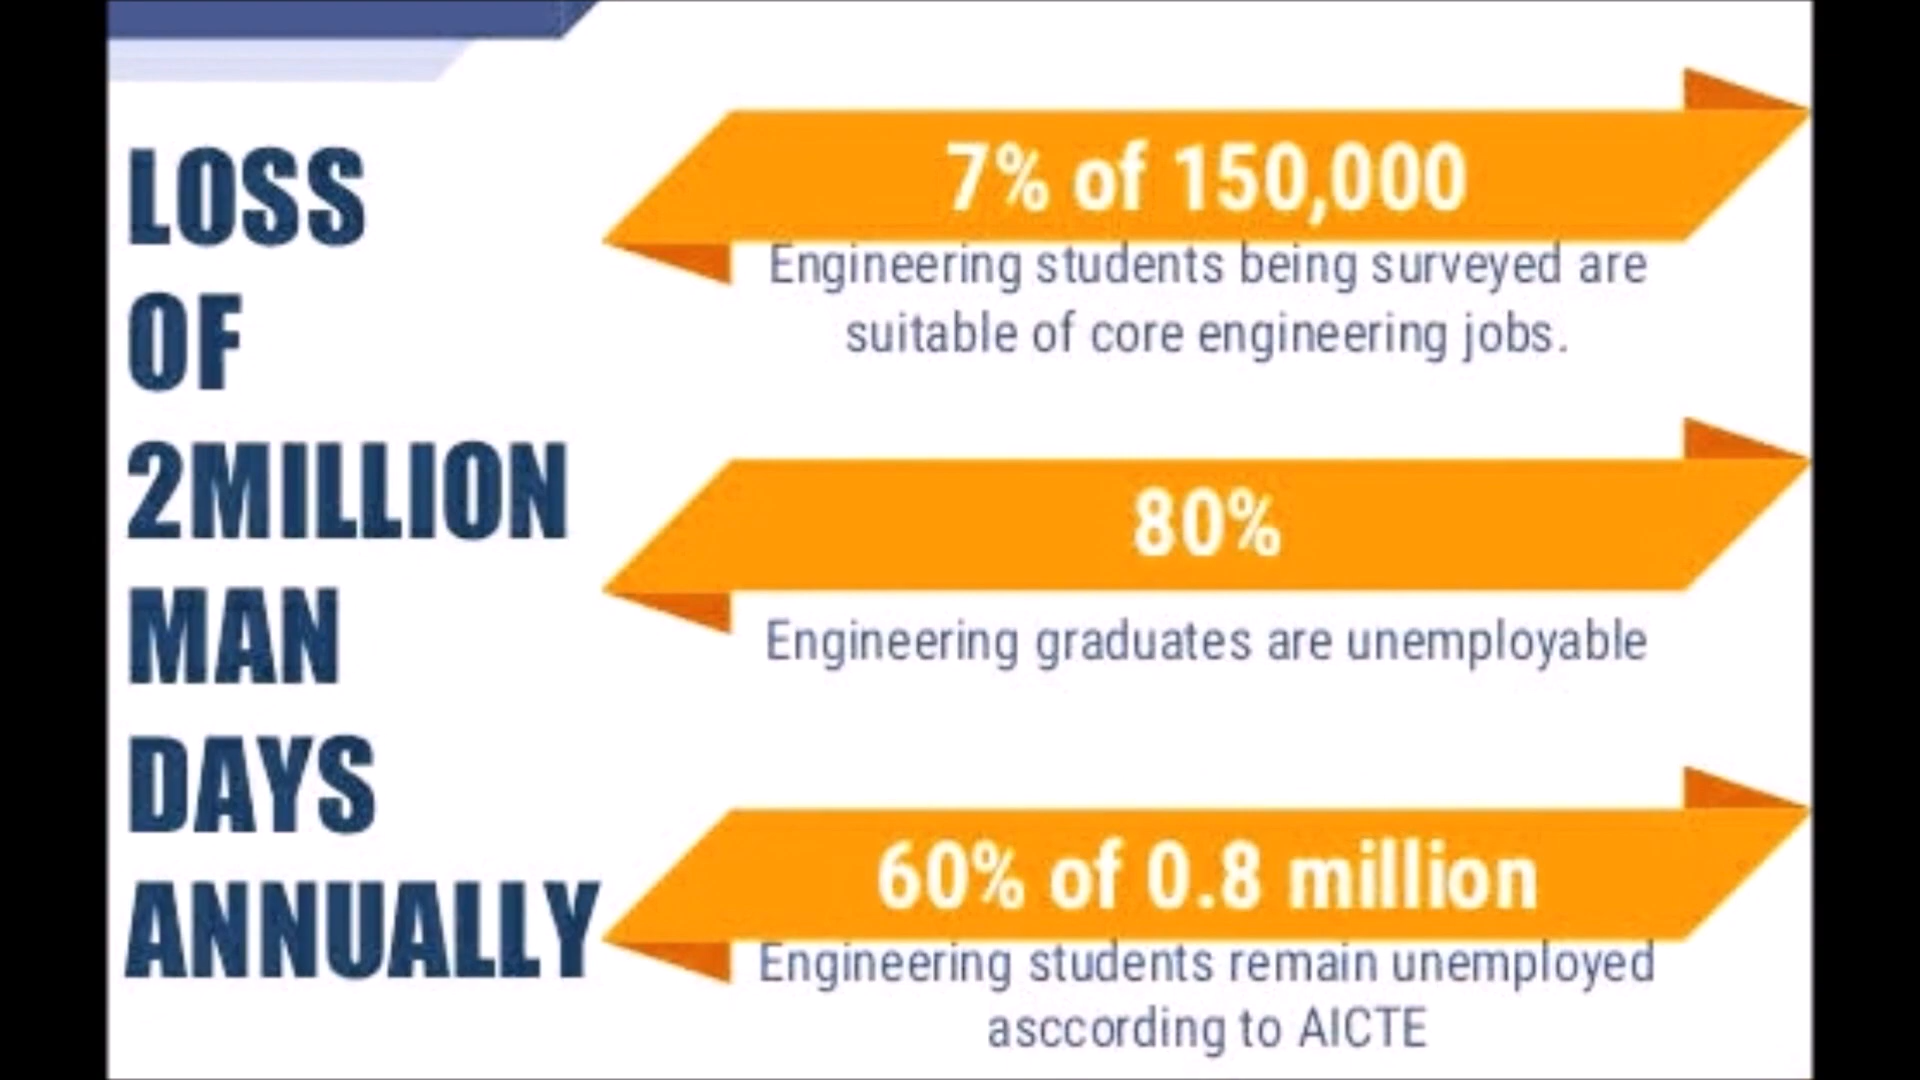 LOSS
OF
2MILLION
MAN
DAYS
ANNUALLY
7% of 150,000
Engineering students being surveyed are
suitable of core engineering jobs.
80%
Engineering graduates are unemployable
60% of 0.8 million
Engineering students remain unemployed
asccording to AICTE